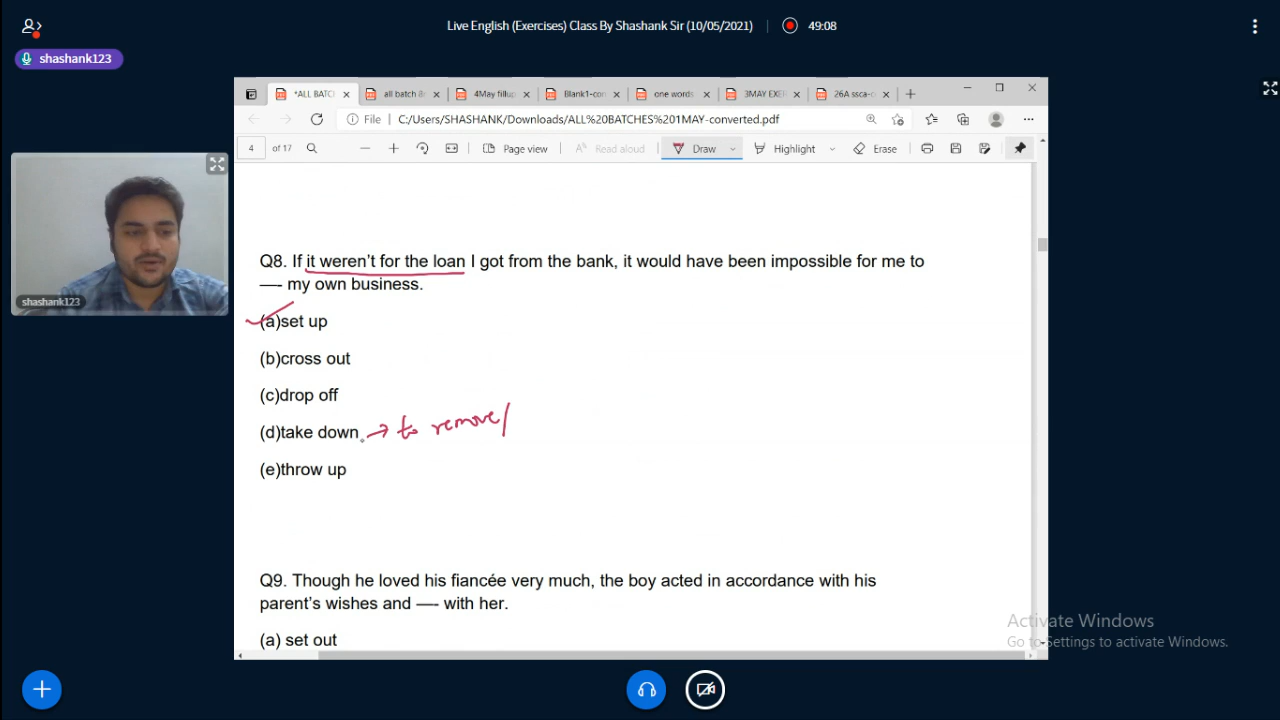 Live English (Exercises) Class By Shashank Sir (10/05/2021)
49:08
shashank123
shashank123
*ALL BATC
all batch 8
4May fillup
Blank1-con
one words
3MAY EXER
26A ssca-c
File
C:/Users/SHASHANK/Downloads/ALL%20BATCHES%201MAY-converted.pdf
4 of 17
Page view
Read aloud
Draw
Highlight
Erase
Q8. If it weren't for the loan I got from the bank, it would have been impossible for me to
—- my own business.
(a)set up
(b)cross out
(c)drop off
(d)take down → to remove/
(e)throw up
Q9. Though he loved his fiancée very much, the boy acted in accordance with his
parent's wishes and —- with her.
(a) set out
Activate Windows
Go to Settings to activate Windows.